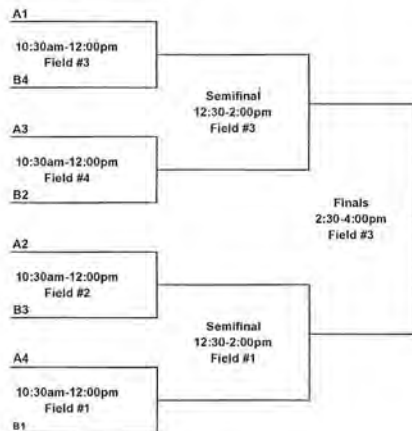 A1
10:30am-12:00pm
Field #3
B4
A3
10:30am-12:00pm
Field #4
B2
A2
10:30am-12:00pm
Field #2
B3
A4
10:30am-12:00pm
Field #1
B1
Semifinal
12:30-2:00pm
Field #3
Semifinal
12:30-2:00pm
Field #1
Finals
2:30-4:00pm
Field #3